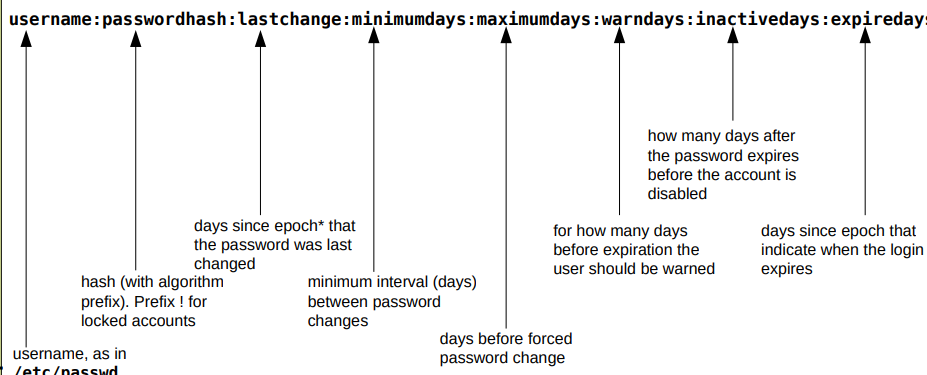 username:passwordhash:lastchange:minimumdays:maximumdays:warndays:inactivedays:expiredays
how many days after
the password expires
before the account is
disabled
days since epoch* that
the password was last
changed
for how many days
before expiration the
user should be warned
days since epoch that
indicate when the login
expires
hash (with algorithm
prefix). Prefix ! for
locked accounts
minimum interval (days)
between password
changes
days before forced
password change
username, as in
/etc/passwd